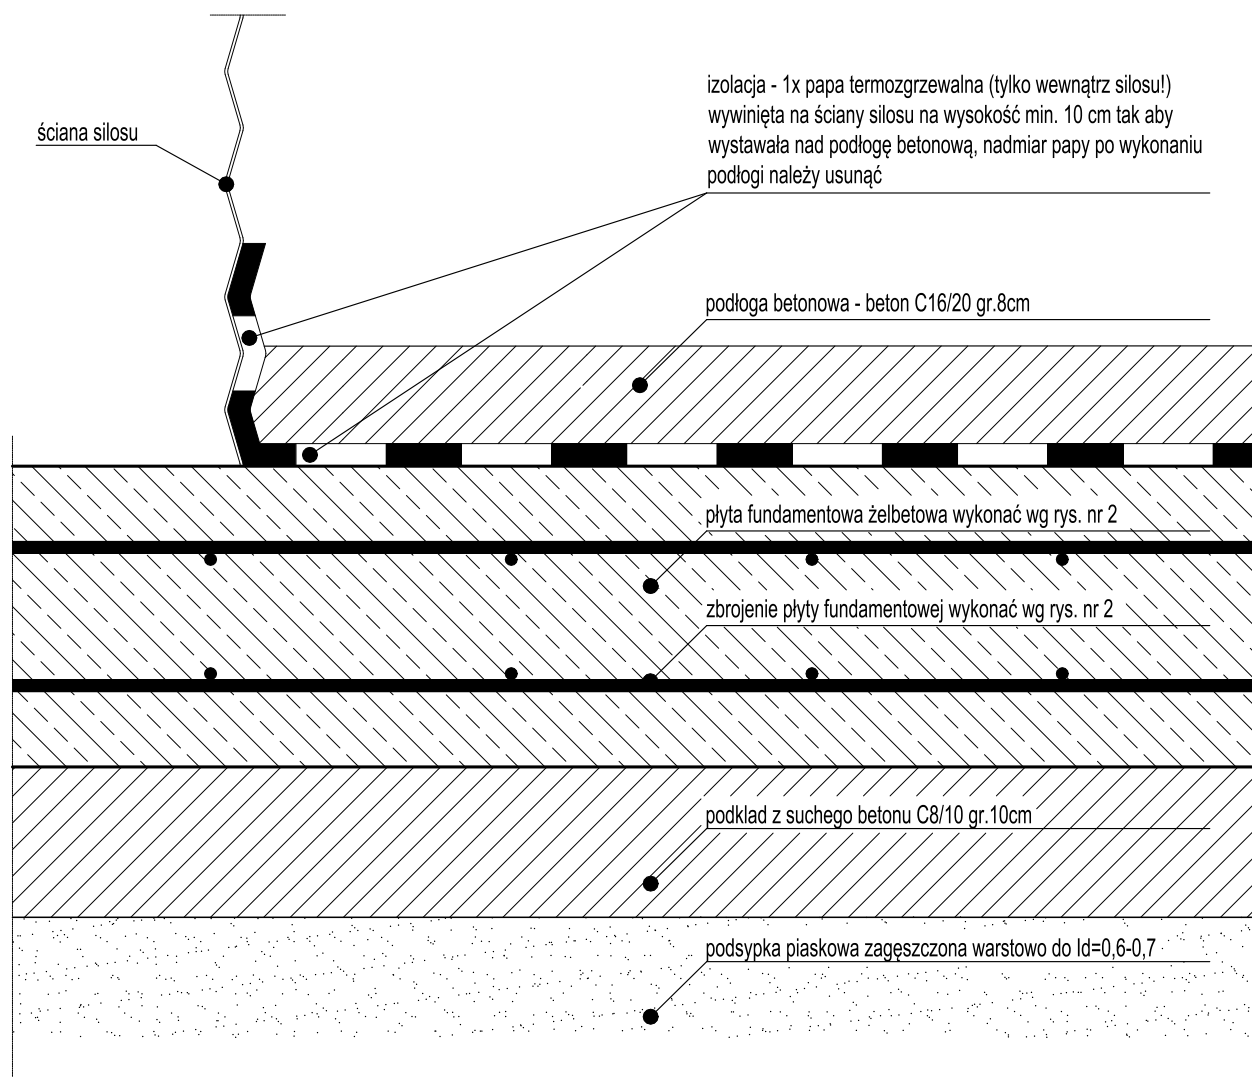 izolacja - 1x papa termozgrzewalna (tylko wewnątrz silosu!)
wywinięta na ściany silosu na wysokość min. 10 cm tak aby
wystawała nad podłogę betonową, nadmiar papy po wykonaniu
podłogi należy usunąć
ściana silosu
podłoga betonowa - beton C16/20 gr.8cm
płyta fundamentowa żelbetowa wykonać wg rys. nr 2
zbrojenie płyty fundamentowej wykonać wg rys. nr 2
podklad z suchego betonu C8/10 gr.10cm
podsypka piaskowa zagęszczona warstowo do Id=0,6-0,7